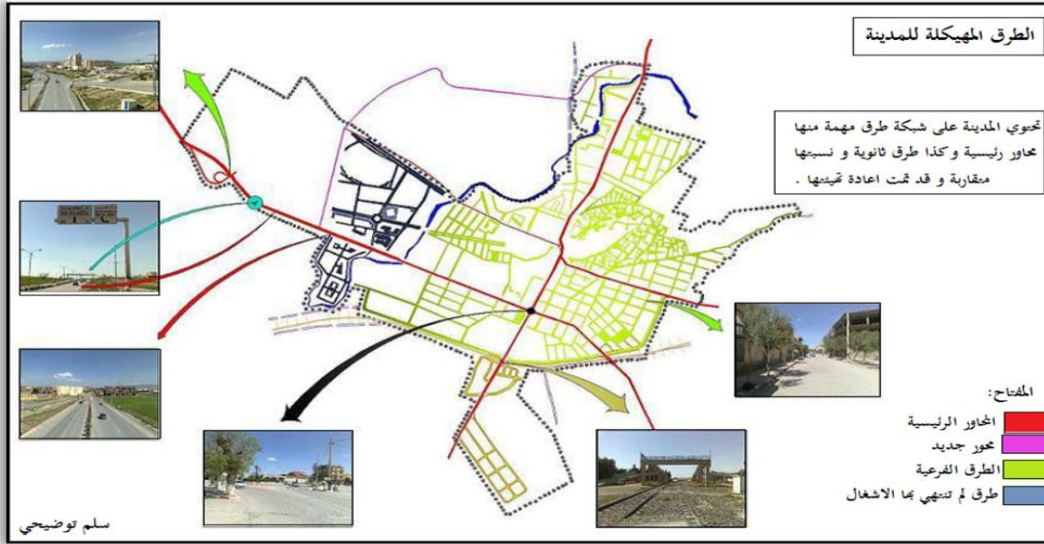 الطرق المهيكلة للمدينة
تحتوي المدينة على شبكة طرق مهمة منها
محاور رئيسية وكذا طرق ثانوية و نسبتها
متقاربة و قد تمت اعادة تهيئتها .
المفتاح:
المحاور الرئيسية
محور جديد
الطرق الفرعية
طرق لم تنتهي بها الاشغال
سلم توضيحي